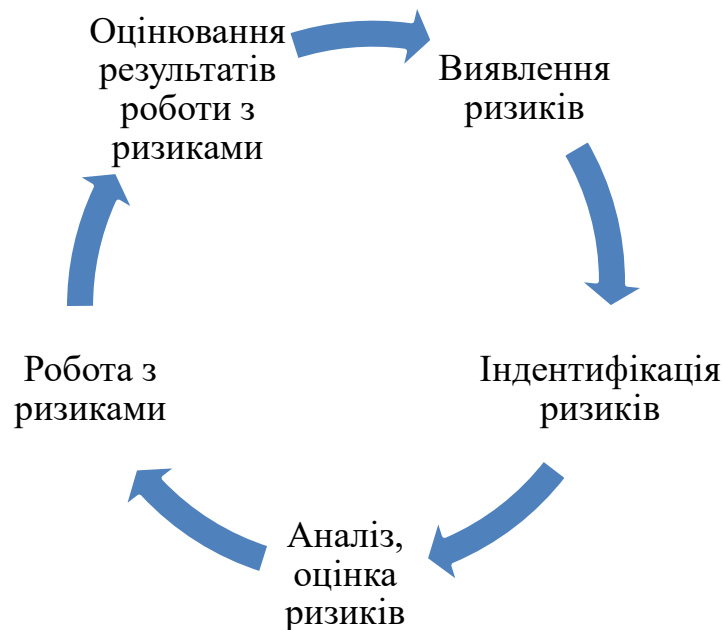 Оцінювання
результатів
роботи з
ризиками
Виявлення
ризиків
Індентифікація
ризиків
Аналіз,
оцінка
ризиків
Робота з
ризиками